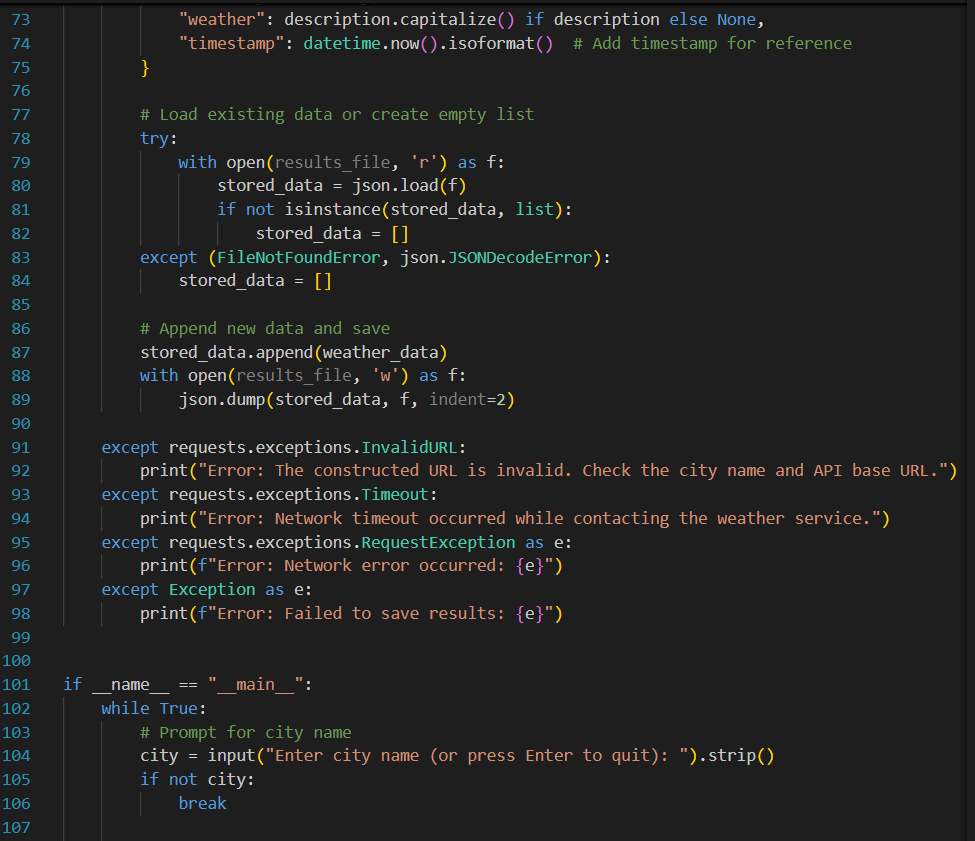 73 "weather": description.capitalize() if description else None,
74 "timestamp": datetime.now().isoformat()  # Add timestamp for reference
75 }
76
77 # Load existing data or create empty list
78 try:
79 with open(results_file, 'r') as f:
80 stored_data = json.load(f)
81 if not isinstance(stored_data, list):
82 stored_data = []
83 except (FileNotFoundError, json.JSONDecodeError):
84 stored_data = []
85
86 # Append new data and save
87 stored_data.append(weather_data)
88 with open(results_file, 'w') as f:
89 json.dump(stored_data, f, indent=2)
90
91 except requests.exceptions.InvalidURL:
92 print("Error: The constructed URL is invalid. Check the city name and API base URL.")
93 except requests.exceptions.Timeout:
94 print("Error: Network timeout occurred while contacting the weather service.")
95 except requests.exceptions.RequestException as e:
96 print(f"Error: Network error occurred: {e}")
97 except Exception as e:
98 print(f"Error: Failed to save results: {e}")
99
100
101 if __name__ == "__main__":
102 while True:
103 # Prompt for city name
104 city = input("Enter city name (or press Enter to quit): ").strip()
105 if not city:
106 break
107